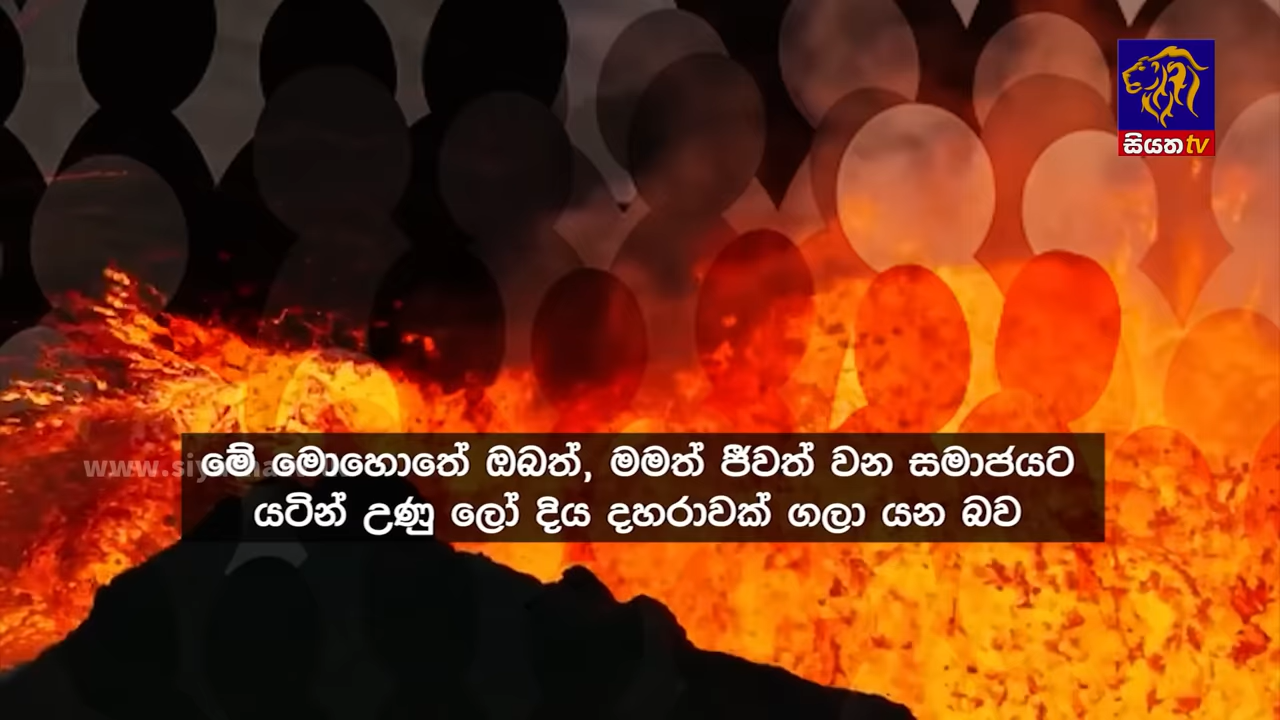 සියත tv
මේ මොහොතේ ඔබත්, මමත් ජීවත් වන සමාජයට
යටින් උණු ලෝ දිය දහරාවක් ගලා යන බව